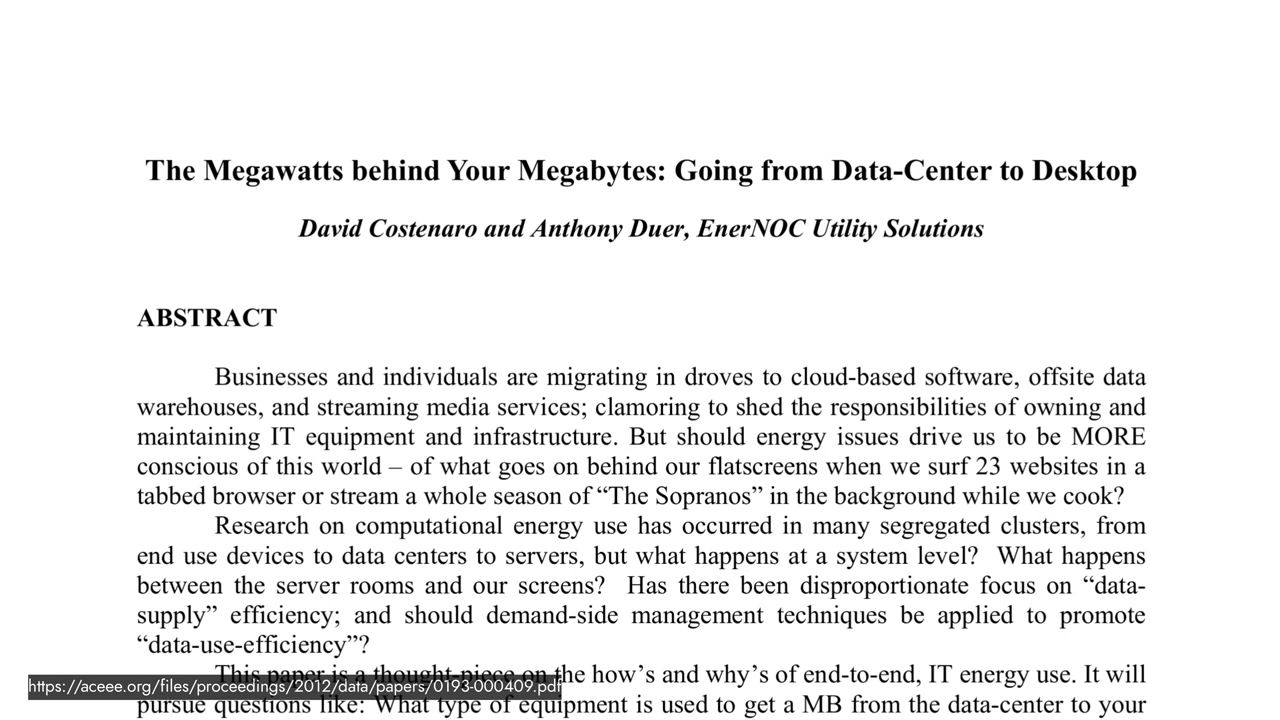 The Megawatts behind Your Megabytes: Going from Data-Center to Desktop
David Costenaro and Anthony Duer, EnerNOC Utility Solutions
ABSTRACT
Businesses and individuals are migrating in droves to cloud-based software, offsite data
warehouses, and streaming media services; clamoring to shed the responsibilities of owning and
maintaining IT equipment and infrastructure. But should energy issues drive us to be MORE
conscious of this world – of what goes on behind our flatscreens when we surf 23 websites in a
tabbed browser or stream a whole season of “The Sopranos” in the background while we cook?
Research on computational energy use has occurred in many segregated clusters, from
end use devices to data centers to servers, but what happens at a system level? What happens
between the server rooms and our screens? Has there been disproportionate focus on “data-
supply” efficiency; and should demand-side management techniques be applied to promote
“data-use-efficiency”?
This paper is a thought-piece on the how’s and why’s of end-to-end, IT energy use. It will
https://aceee.org/files/proceedings/2012/data/papers/0193-000409.pdf
pursue questions like: What type of equipment is used to get a MB from the data-center to your